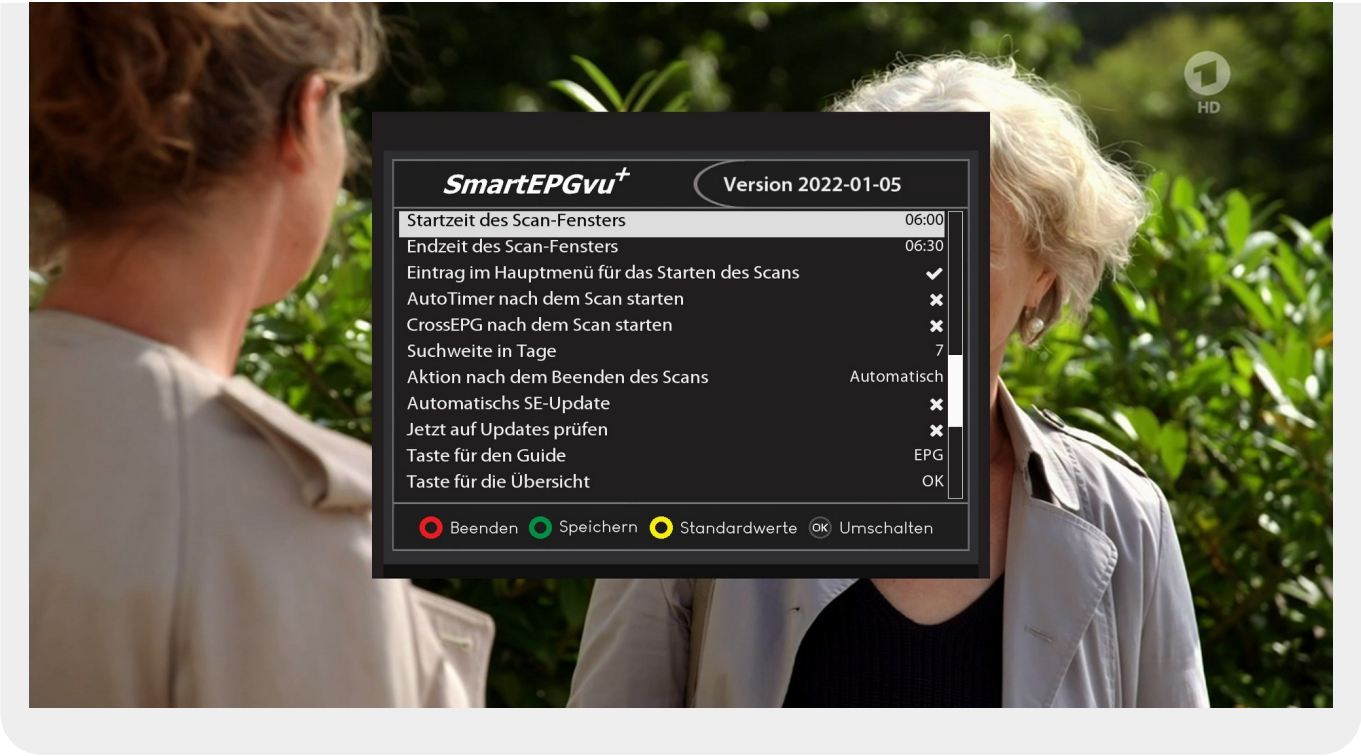 1
HD
SmartEPGvu+ Version 2022-01-05
Startzeit des Scan-Fensters 06:00
Endzeit des Scan-Fensters 06:30
Eintrag im Hauptmenü für das Starten des Scans
AutoTimer nach dem Scan starten
CrossEPG nach dem Scan starten
Suchweite in Tage 7
Aktion nach dem Beenden des Scans Automatisch
Automatischs SE-Update
Jetzt auf Updates prüfen
Taste für den Guide EPG
Taste für die Übersicht OK
Beenden Speichern Standardwerte OK Umschalten